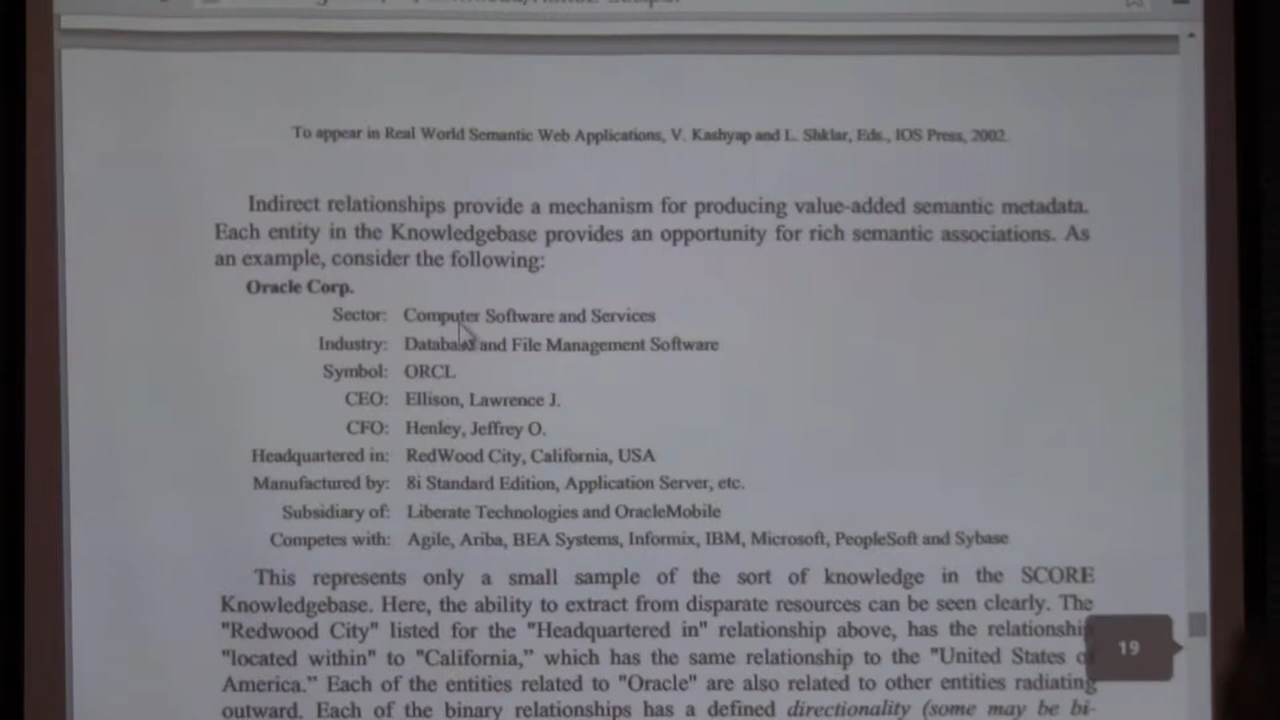 To appear in Real World Semantic Web Applications, V. Kashyap and L. Shklar, Eds., IOS Press, 2002.
Indirect relationships provide a mechanism for producing value-added semantic metadata.
Each entity in the Knowledgebase provides an opportunity for rich semantic associations. As
an example, consider the following:
Oracle Corp.
Sector: Computer Software and Services
Industry: Database and File Management Software
Symbol: ORCL
CEO: Ellison, Lawrence J.
CFO: Henley, Jeffrey O.
Headquartered in: RedWood City, California, USA
Manufactured by: 8i Standard Edition, Application Server, etc.
Subsidiary of: Liberate Technologies and OracleMobile
Competes with: Agile, Ariba, BEA Systems, Informix, IBM, Microsoft, PeopleSoft and Sybase
This represents only a small sample of the sort of knowledge in the SCORE
Knowledgebase. Here, the ability to extract from disparate resources can be seen clearly. The
"Redwood City" listed for the "Headquartered in" relationship above, has the relationship
"located within" to "California," which has the same relationship to the "United States of
19
America." Each of the entities related to "Oracle" are also related to other entities radiating
outward. Each of the binary relationships has a defined directionality (some may be bi-